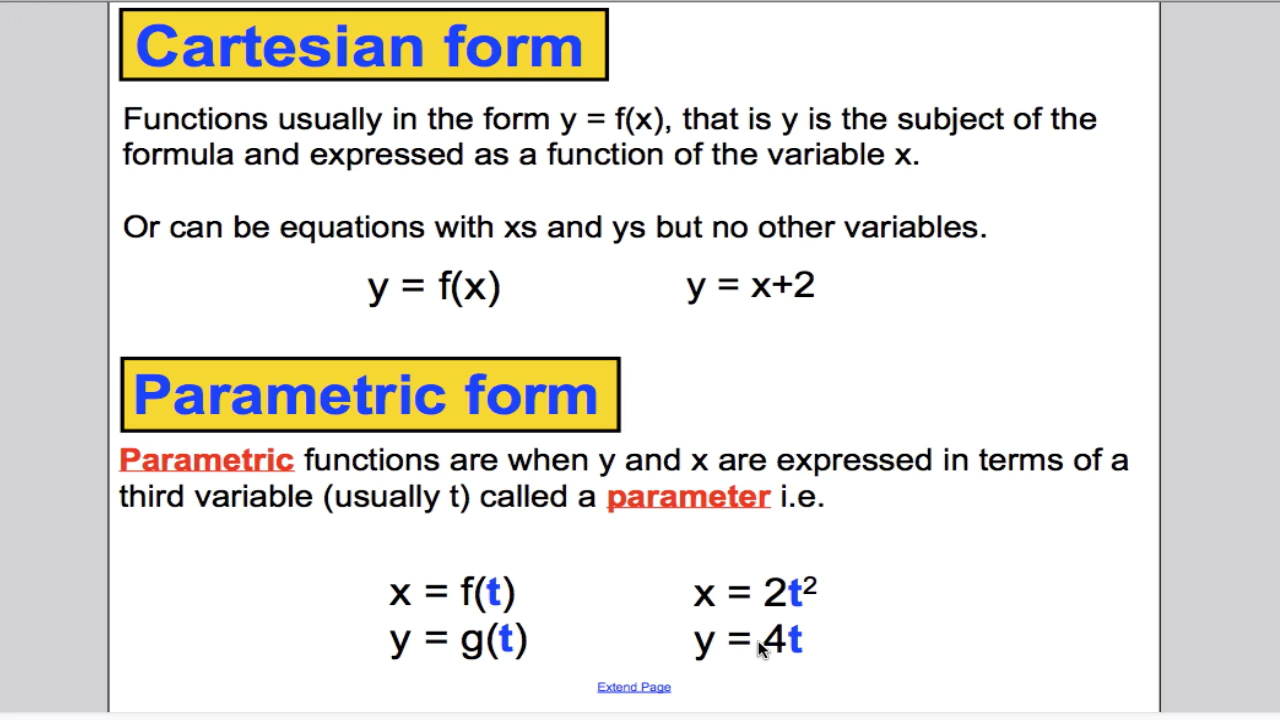 Cartesian form
Functions usually in the form y = f(x), that is y is the subject of the
formula and expressed as a function of the variable x.
Or can be equations with xs and ys but no other variables.
y = f(x) y = x+2
Parametric form
Parametric functions are when y and x are expressed in terms of a
third variable (usually t) called a parameter i.e.
x = f(t) x = 2t²
y = g(t) y = 4t
Extend Page